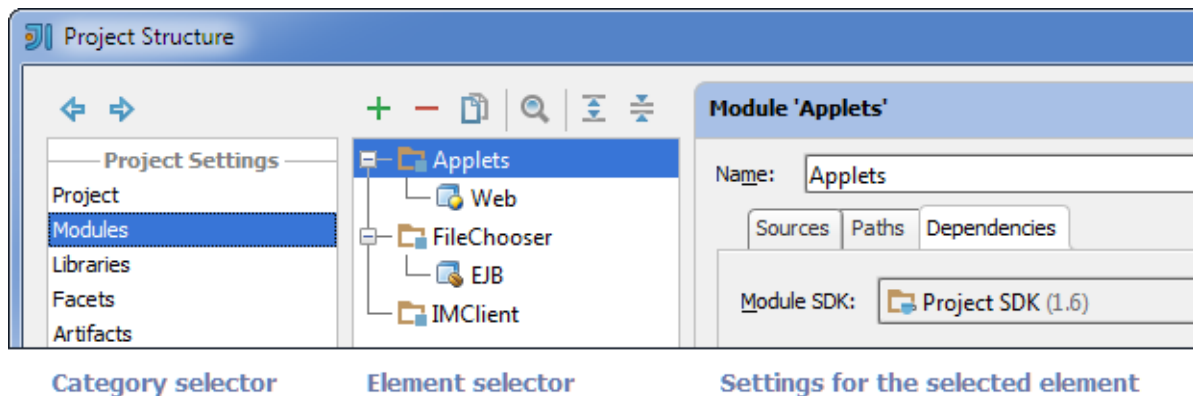 Project Structure
Project Settings
Project
Modules
Libraries
Facets
Artifacts
Applets
Web
FileChooser
EJB
IMClient
Module 'Applets'
Name: Applets
Sources Paths Dependencies
Module SDK: Project SDK (1.6)
Category selector Element selector Settings for the selected element